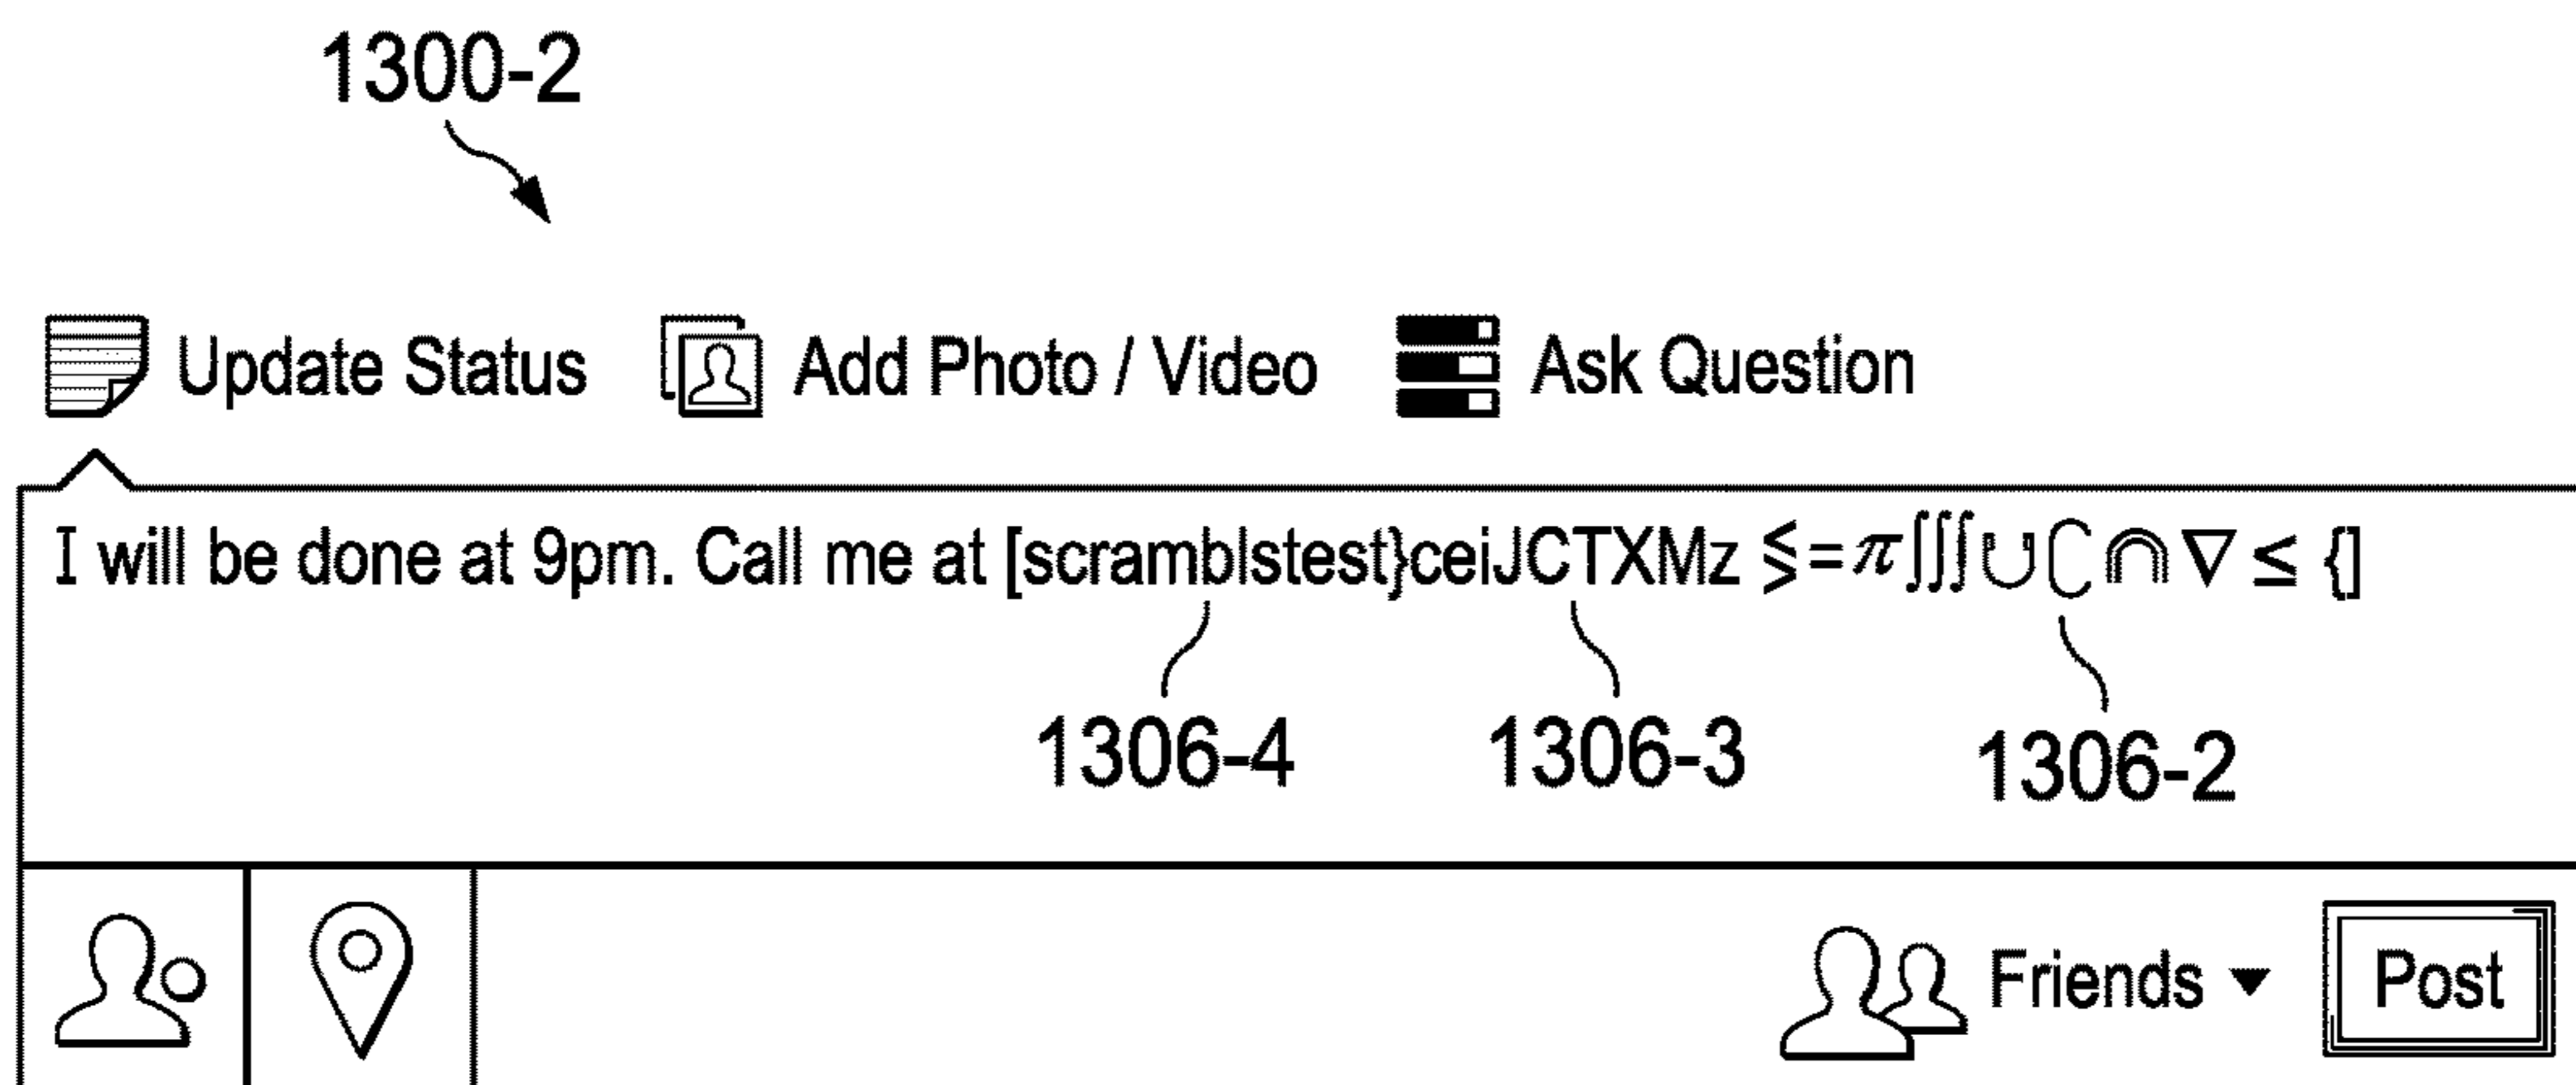 1300-2
Update Status Add Photo / Video Ask Question
I will be done at 9pm. Call me at [scramblstest}ceiJCTXMz ⪋=π∭⊍∁⋒∇≤ {]
1306-4 1306-3 1306-2
Friends ▾ Post